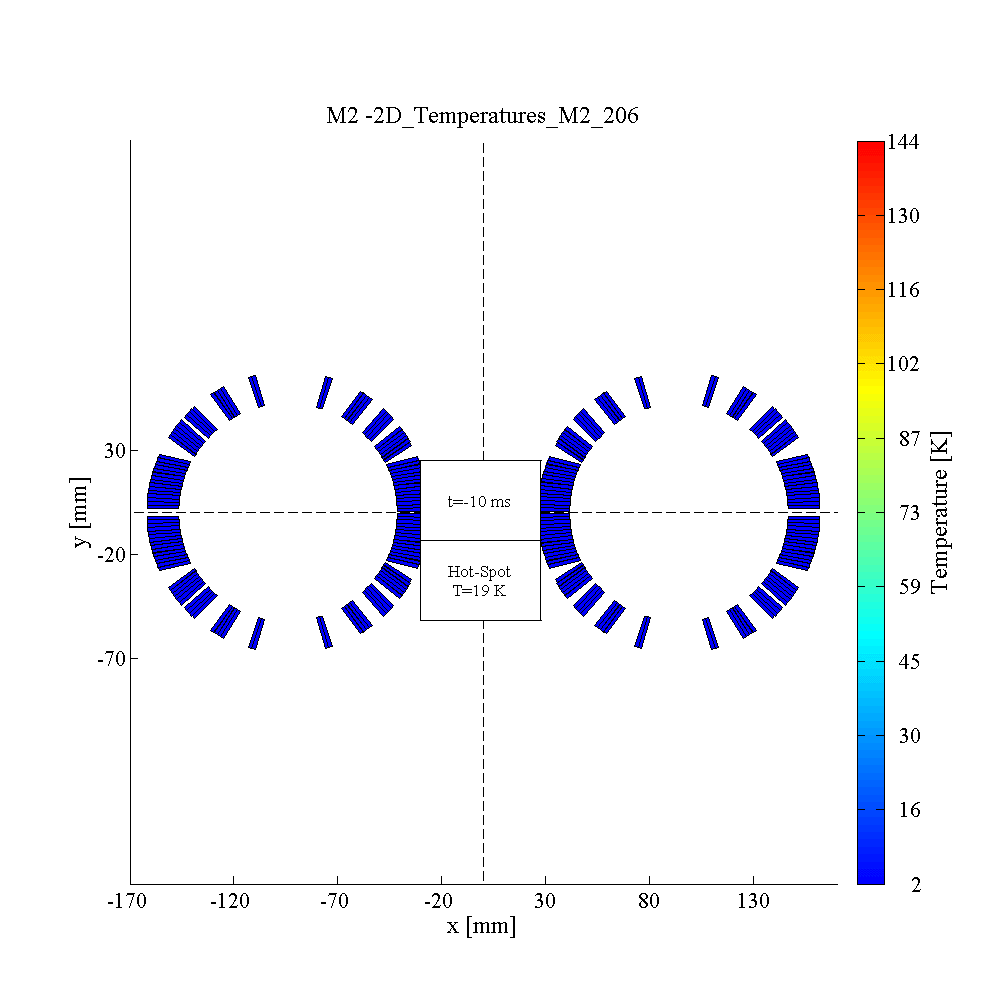 M2 -2D_Temperatures_M2_206
144
130
116
102
87
73
59
45
30
16
2
Temperature [K]
30
-20
-70
y [mm]
t=-10 ms
Hot-Spot
T=19 K
-170 -120 -70 -20 30 80 130
x [mm]